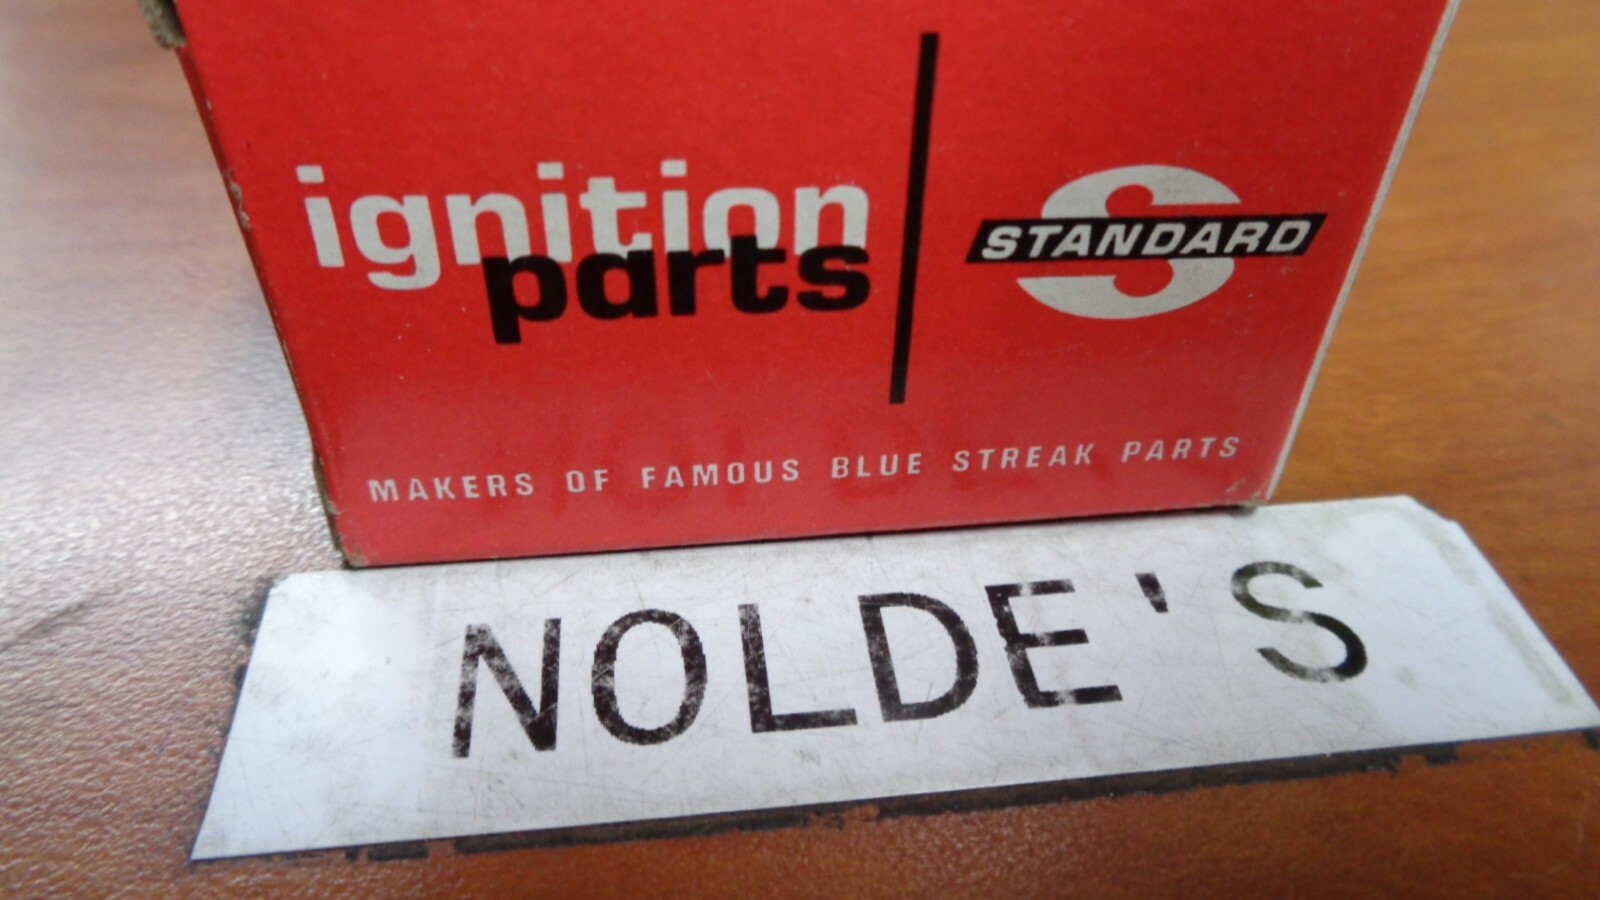 ignition
parts
STANDARD
MAKERS OF FAMOUS BLUE STREAK PARTS
NOLDE'S